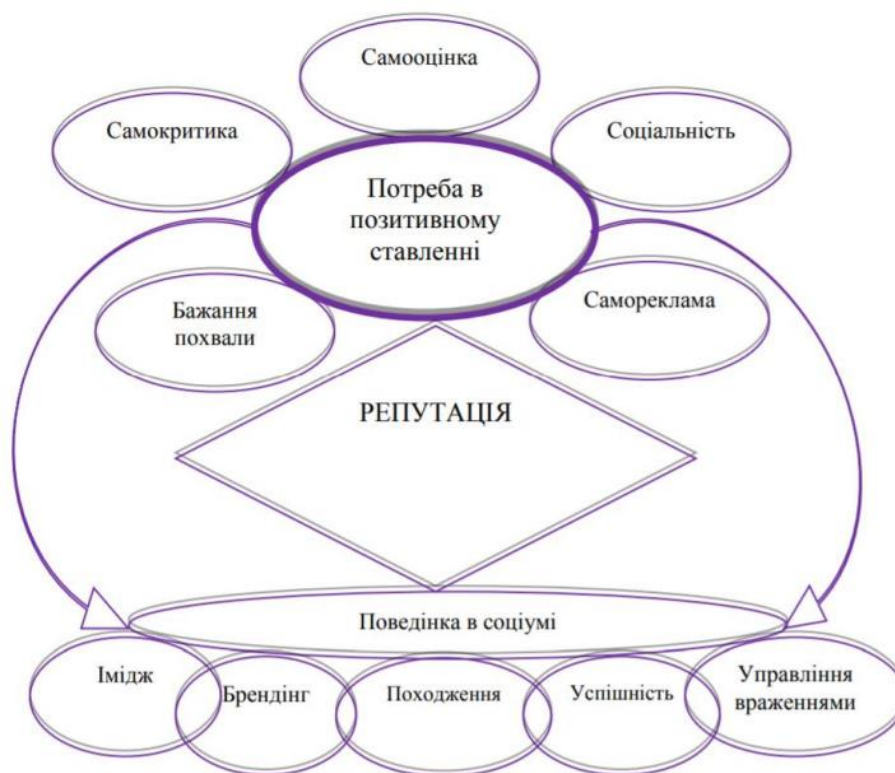 Самооцінка
Самокритика
Соціальність
Потреба в
позитивному
ставленні
Бажання
похвали
Самореклама
РЕПУТАЦІЯ
Поведінка в соціумі
Імідж
Брендінг
Походження
Успішність
Управління
враженнями